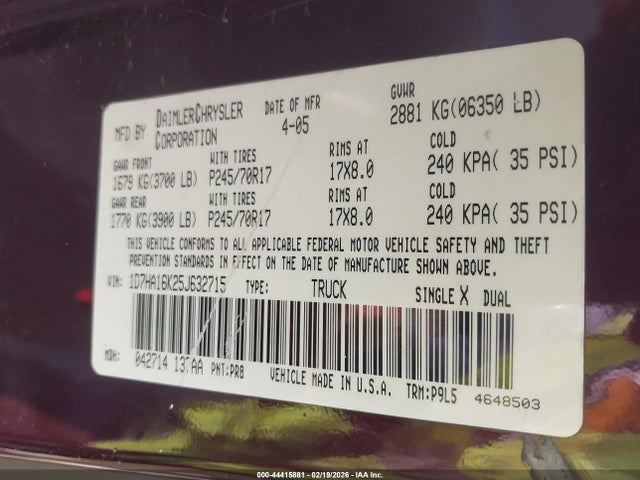 MFD BY DAIMLERCHRYSLER CORPORATION DATE OF MFR 4-05 GVWR 2881 KG(06350 LB)
GAWR FRONT WITH TIRES RIMS AT COLD
1679 KG(3700 LB) P245/70R17 17X8.0 240 KPA( 35 PSI)
GAWR REAR WITH TIRES RIMS AT COLD
1770 KG(3900 LB) P245/70R17 17X8.0 240 KPA( 35 PSI)
THIS VEHICLE CONFORMS TO ALL APPLICABLE FEDERAL MOTOR VEHICLE SAFETY AND THEFT
PREVENTION STANDARDS IN EFFECT ON THE DATE OF MANUFACTURE SHOWN ABOVE.
VIN: 1D7HA16K25J632715 TYPE: TRUCK SINGLE X DUAL
MDH: 042714 AA PNT:PR8 VEHICLE MADE IN U.S.A. TRM:P9L5 4648503
000-44415881 - 02/19/2026 - IAA Inc.